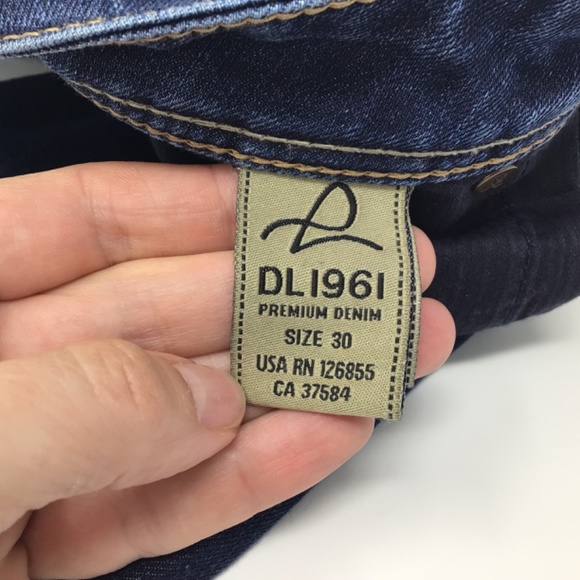 DL1961
PREMIUM DENIM
SIZE 30
USA RN 126855
CA 37584